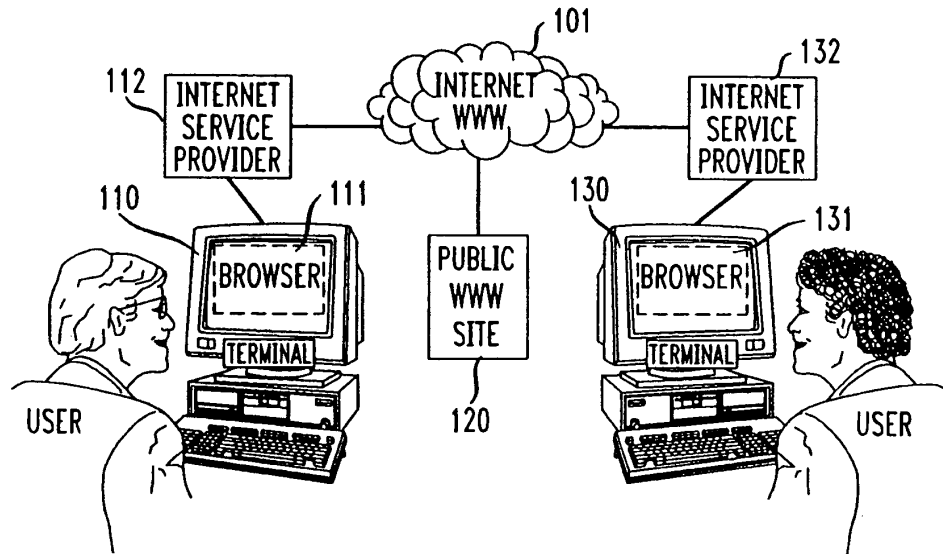 101
112
132
INTERNET
SERVICE
PROVIDER
INTERNET
WWW
INTERNET
SERVICE
PROVIDER
110
111
130
131
BROWSER
PUBLIC
WWW
SITE
BROWSER
TERMINAL
TERMINAL
120
USER
USER